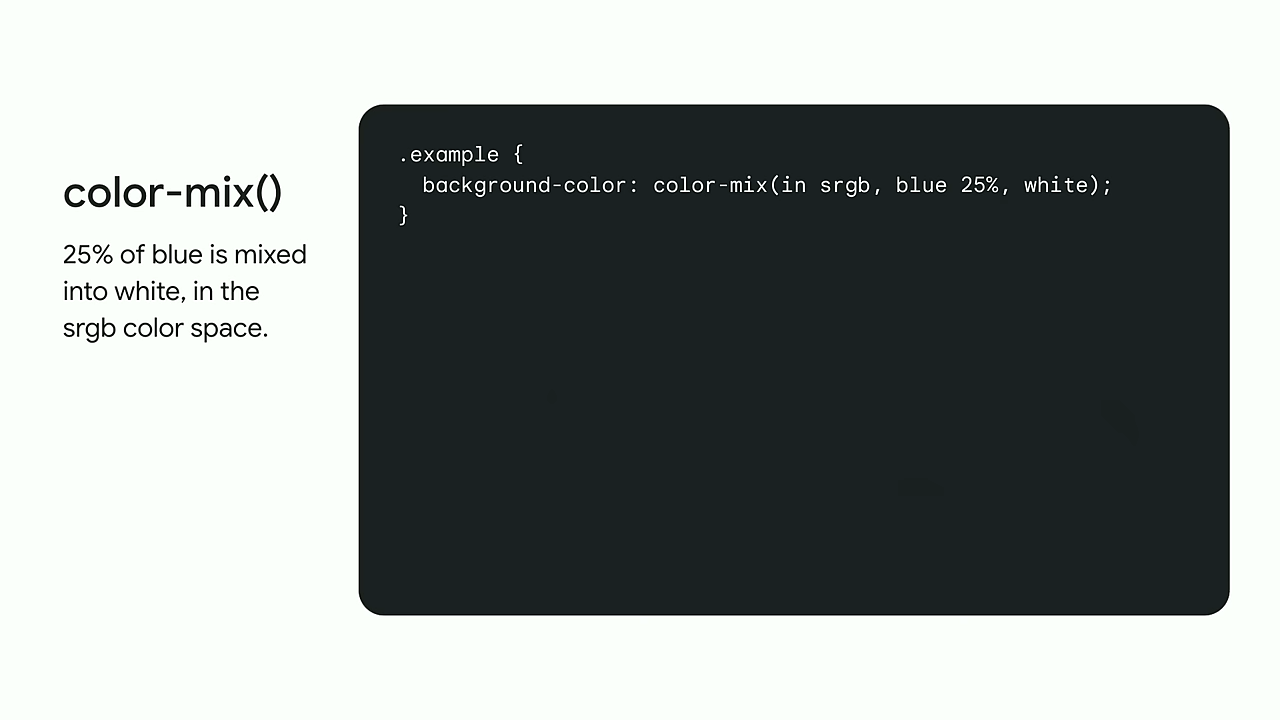 color-mix()
25% of blue is mixed
into white, in the
srgb color space.
.example {
  background-color: color-mix(in srgb, blue 25%, white);
}